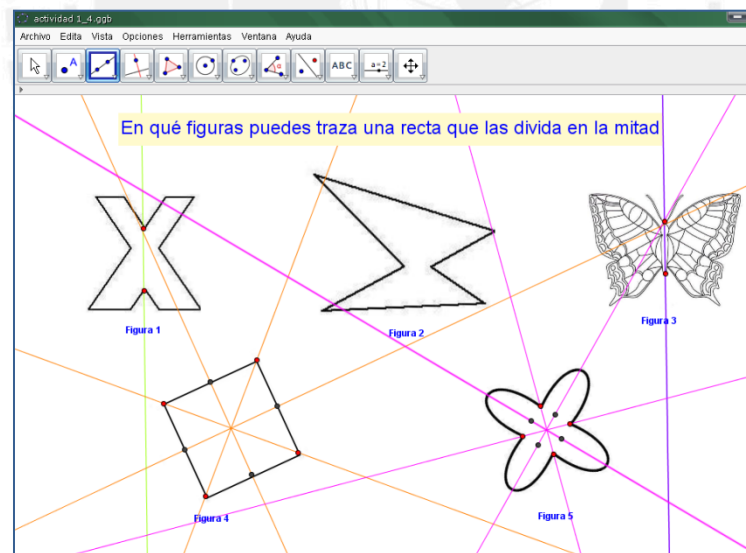 actividad 1_4.ggb
Archivo Edita Vista Opciones Herramientas Ventana Ayuda
A
α
ABC
a=2
En qué figuras puedes traza una recta que las divida en la mitad
Figura 1
Figura 2
Figura 3
Figura 4
Figura 5